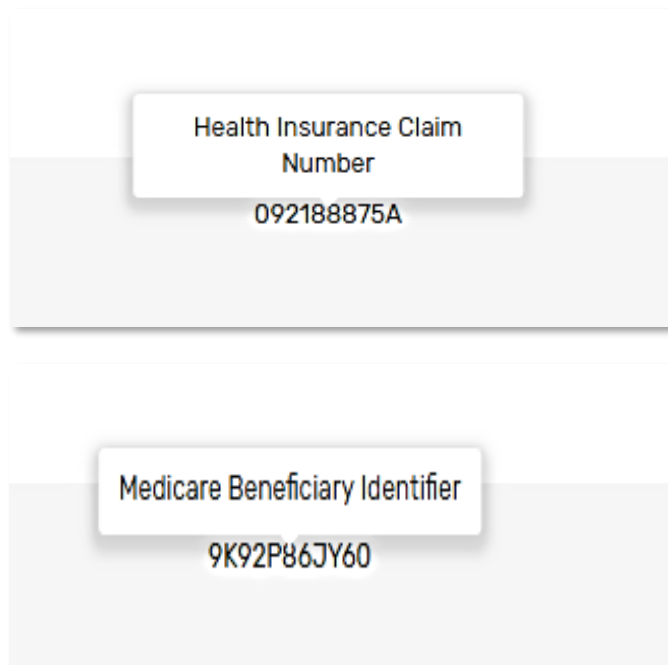 Health Insurance Claim
Number
092188875A
Medicare Beneficiary Identifier
9K92P86JY60